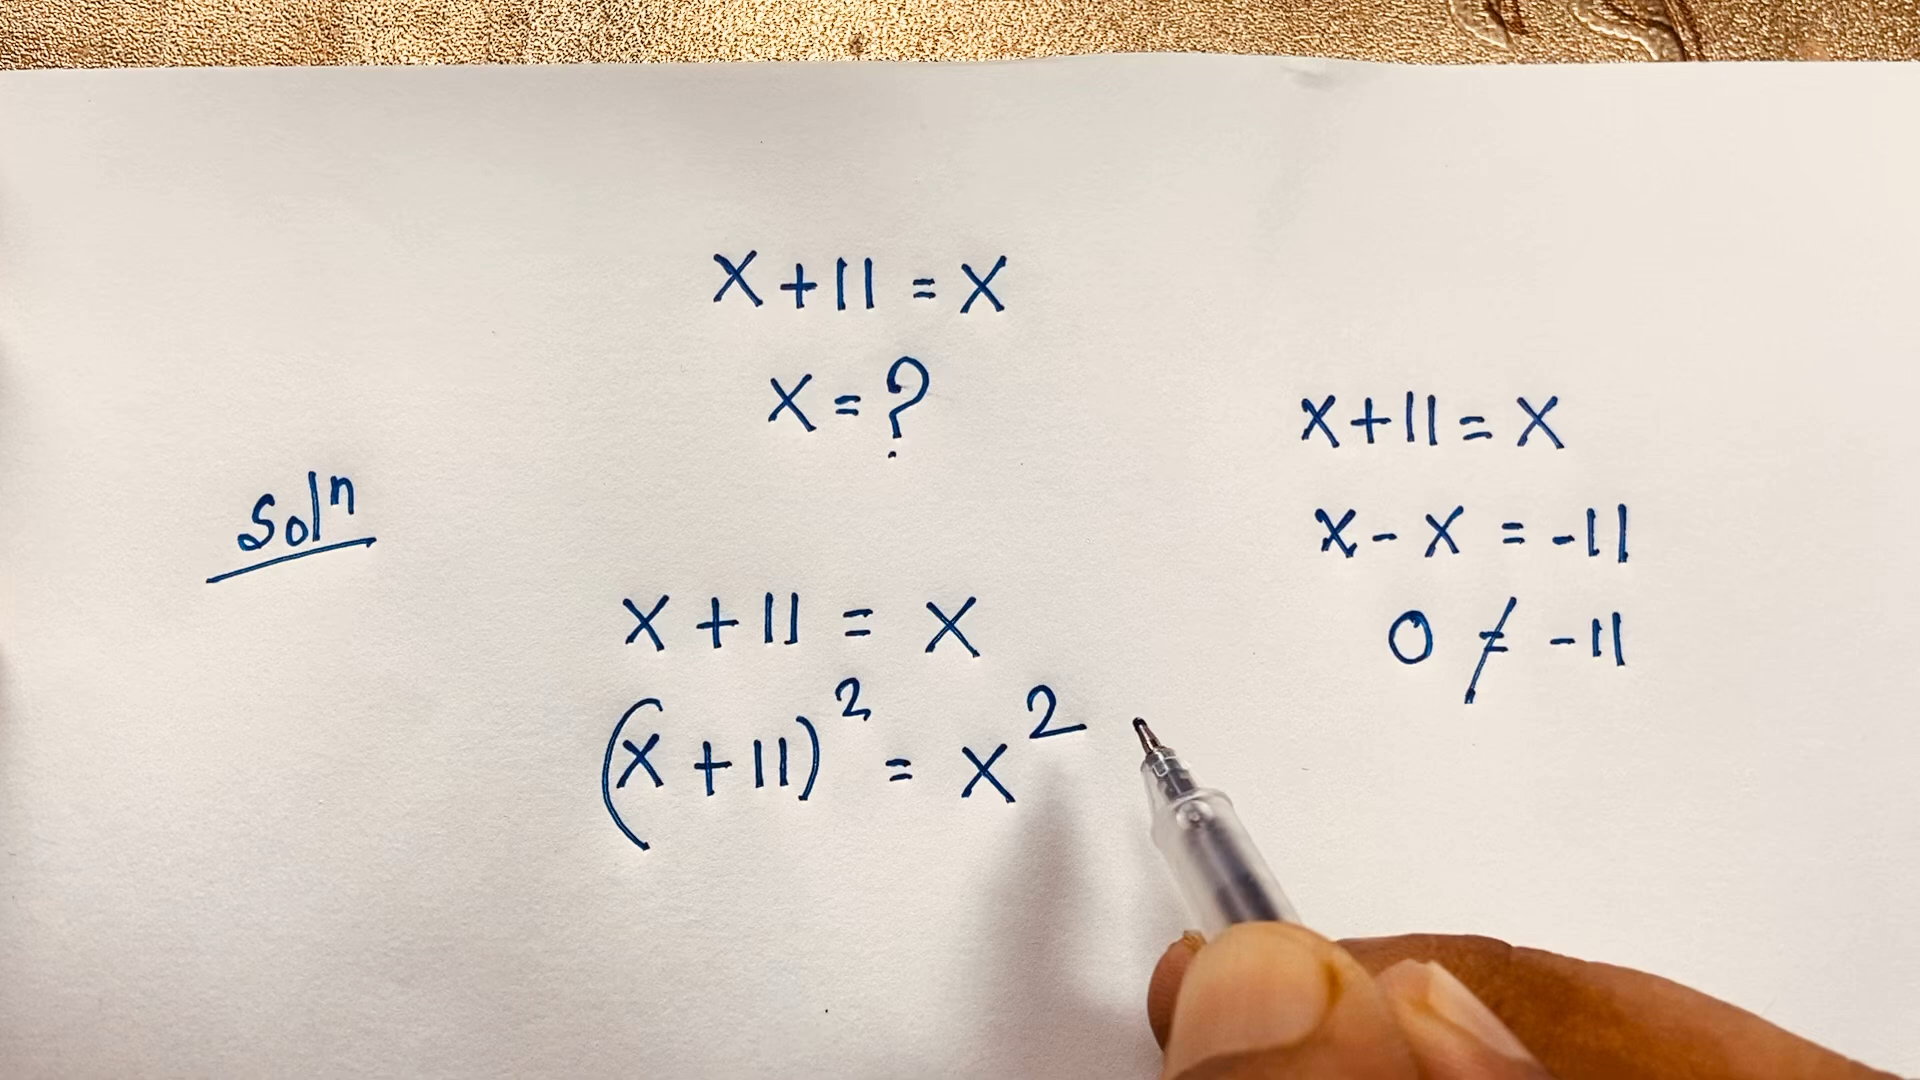 x + 11 = x
x = ?
Solⁿ
x + 11 = x
(x + 11)² = x²
x + 11 = x
x - x = -11
0 ≠ -11